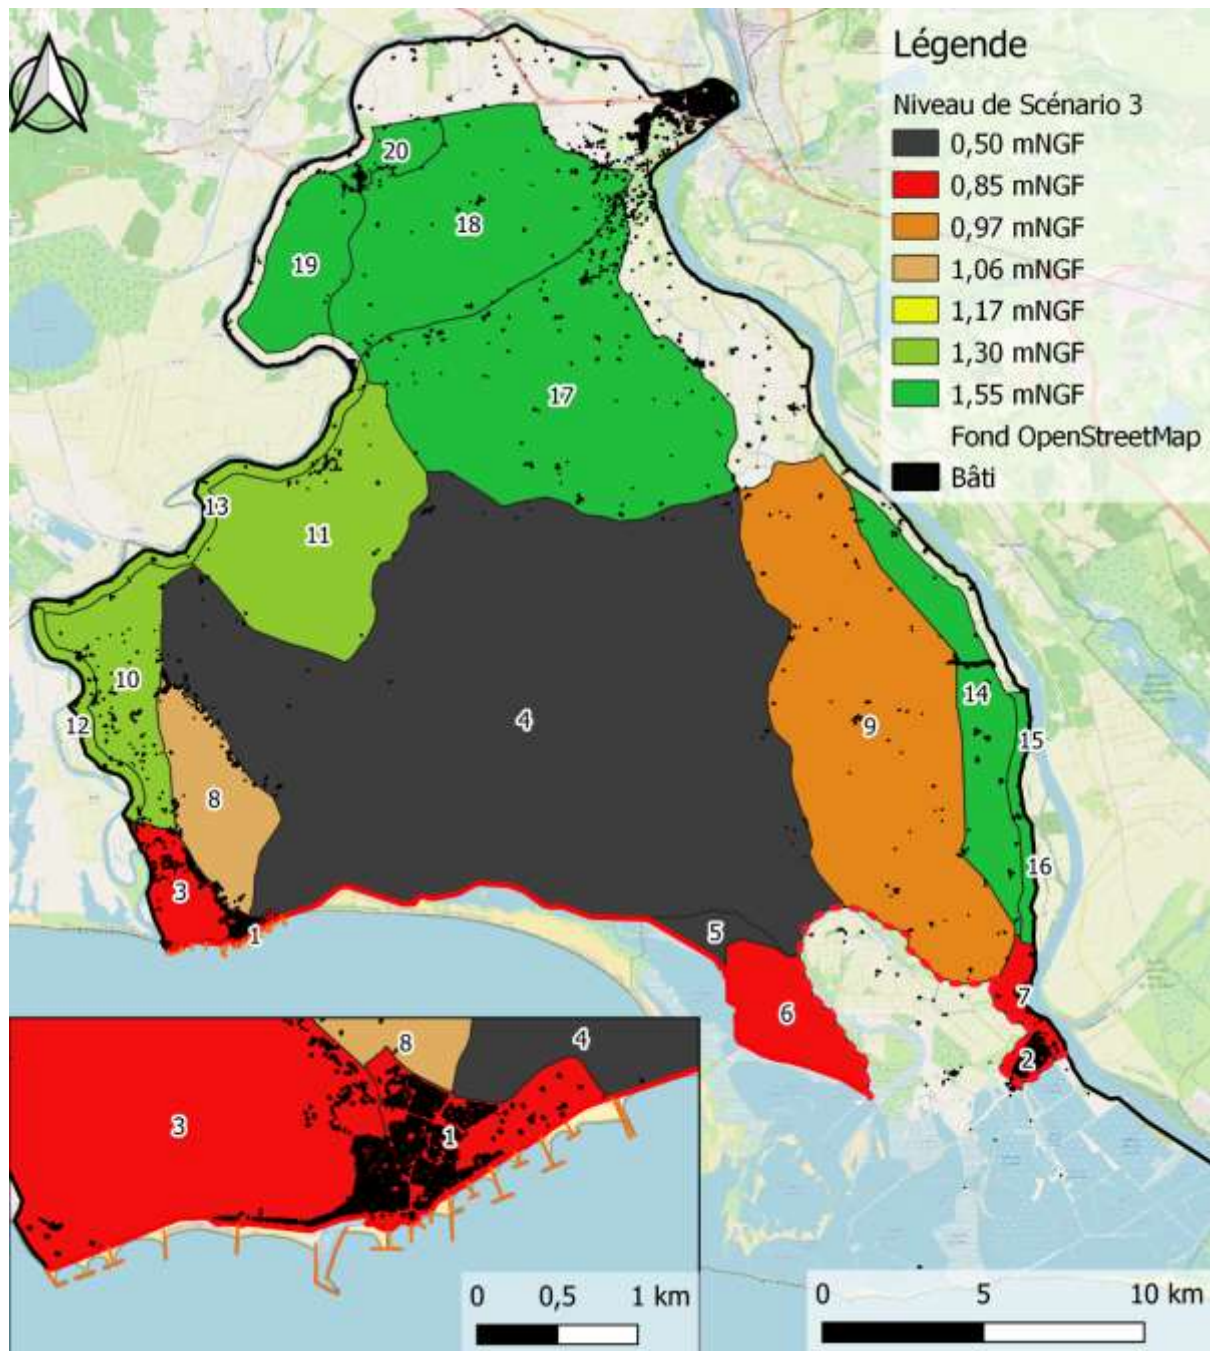 Légende
Niveau de Scénario 3
0,50 mNGF
0,85 mNGF
0,97 mNGF
1,06 mNGF
1,17 mNGF
1,30 mNGF
1,55 mNGF
Fond OpenStreetMap
Bâti
20
18
19
17
13
11
10
4
14
12
9
15
8
16
3
1
5
7
6
2
8
4
3
1
0 0,5 1 km
0 5 10 km